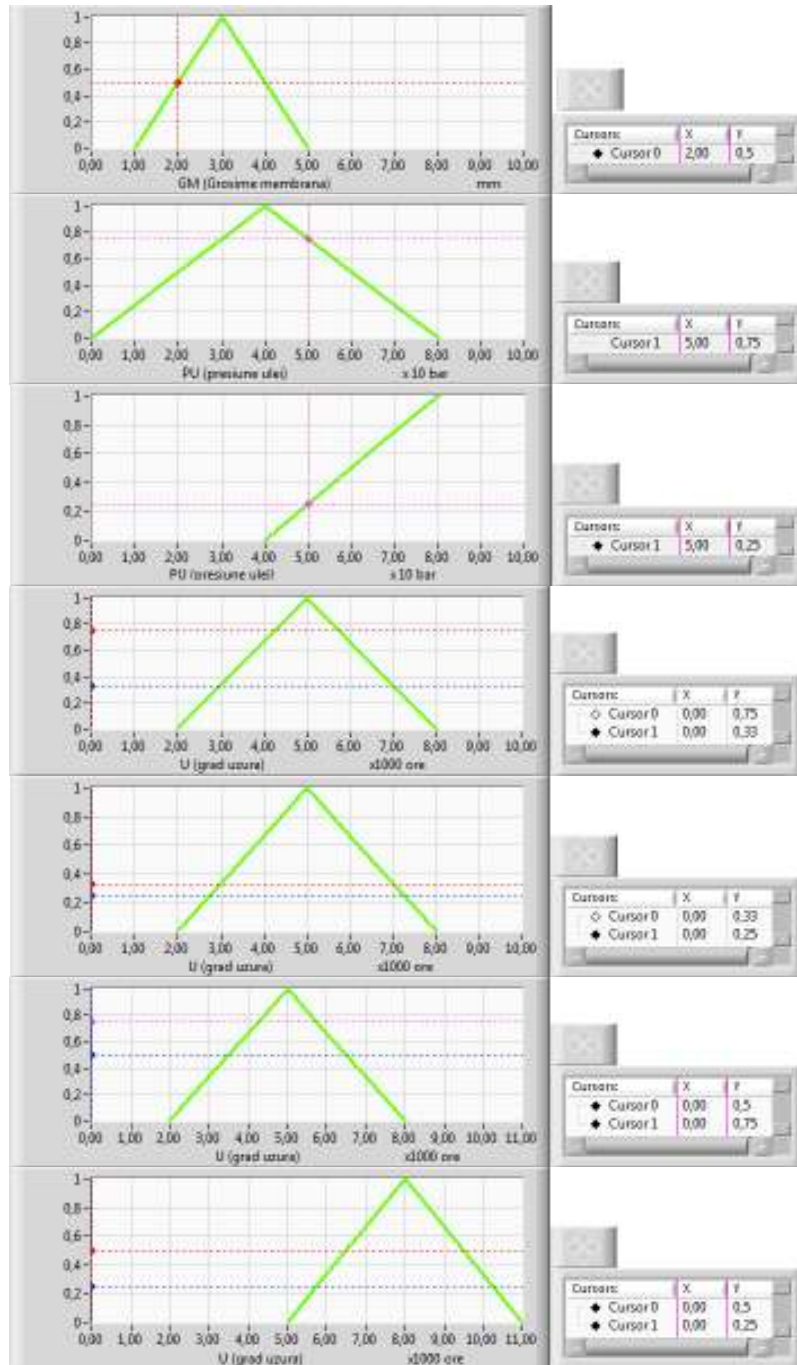 1
0,8
0,6
0,4
0,2
0
0,00 1,00 2,00 3,00 4,00 5,00 6,00 7,00 8,00 9,00 10,00
GM (Grosime membrana) mm
Cursors: X Y
Cursor 0 2,00 0,5
1
0,8
0,6
0,4
0,2
0
0,00 1,00 2,00 3,00 4,00 5,00 6,00 7,00 8,00 9,00 10,00
PU (presiune ulei) x 10 bar
Cursors: X Y
Cursor 1 5,00 0,75
1
0,8
0,6
0,4
0,2
0
0,00 1,00 2,00 3,00 4,00 5,00 6,00 7,00 8,00 9,00 10,00
PU (presiune ulei) x 10 bar
Cursors: X Y
Cursor 1 5,00 0,25
1
0,8
0,6
0,4
0,2
0
0,00 1,00 2,00 3,00 4,00 5,00 6,00 7,00 8,00 9,00 10,00
U (grad uzura) x1000 ore
Cursors: X Y
Cursor 0 0,00 0,75
Cursor 1 0,00 0,33
1
0,8
0,6
0,4
0,2
0
0,00 1,00 2,00 3,00 4,00 5,00 6,00 7,00 8,00 9,00 10,00
U (grad uzura) x1000 ore
Cursors: X Y
Cursor 0 0,00 0,33
Cursor 1 0,00 0,25
1
0,8
0,6
0,4
0,2
0
0,00 1,00 2,00 3,00 4,00 5,00 6,00 7,00 8,00 9,00 10,00 11,00
U (grad uzura) x1000 ore
Cursors: X Y
Cursor 0 0,00 0,5
Cursor 1 0,00 0,75
1
0,8
0,6
0,4
0,2
0
0,00 1,00 2,00 3,00 4,00 5,00 6,00 7,00 8,00 9,00 10,00 11,00
U (grad uzura) x1000 ore
Cursors: X Y
Cursor 0 0,00 0,5
Cursor 1 0,00 0,25